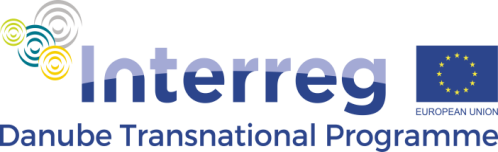 Interreg
EUROPEAN UNION
Danube Transnational Programme